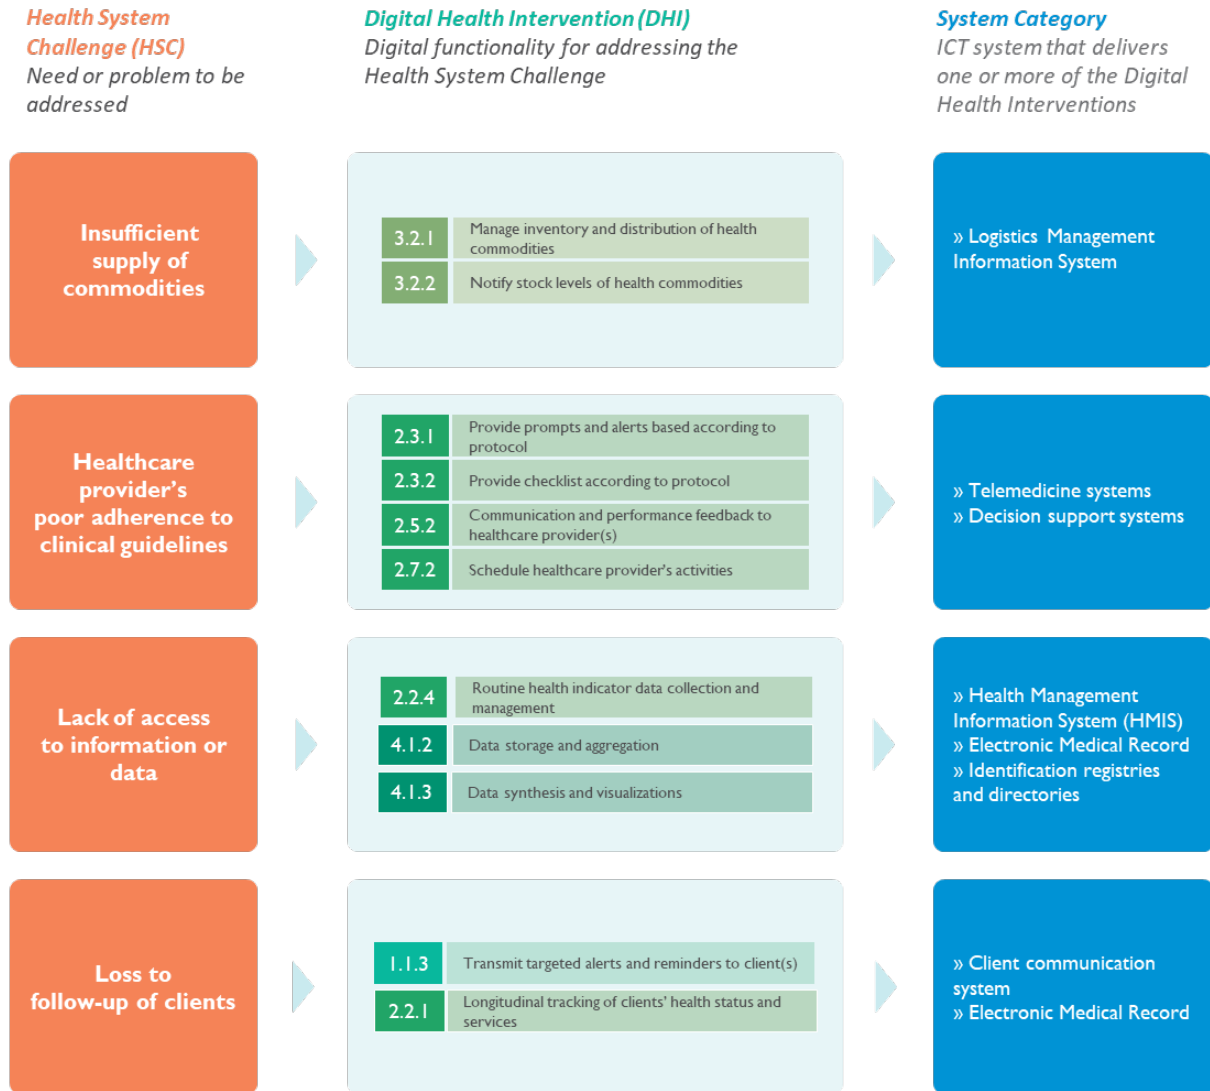 Health System
Challenge (HSC)
Need or problem to be
addressed
Digital Health Intervention (DHI)
Digital functionality for addressing the
Health System Challenge
System Category
ICT system that delivers
one or more of the Digital
Health Interventions
Insufficient
supply of
commodities
3.2.1
Manage inventory and distribution of health
commodities
3.2.2
Notify stock levels of health commodities
» Logistics Management
Information System
Healthcare
provider's
poor adherence to
clinical guidelines
2.3.1
Provide prompts and alerts based according to
protocol
2.3.2
Provide checklist according to protocol
2.5.2
Communication and performance feedback to
healthcare provider(s)
2.7.2
Schedule healthcare provider's activities
» Telemedicine systems
» Decision support systems
Lack of access
to information or
data
2.2.4
Routine health indicator data collection and
management
4.1.2
Data storage and aggregation
4.1.3
Data synthesis and visualizations
» Health Management
Information System (HMIS)
» Electronic Medical Record
» Identification registries
and directories
Loss to
follow-up of clients
1.1.3
Transmit targeted alerts and reminders to client(s)
2.2.1
Longitudinal tracking of clients' health status and
services
» Client communication
system
» Electronic Medical Record